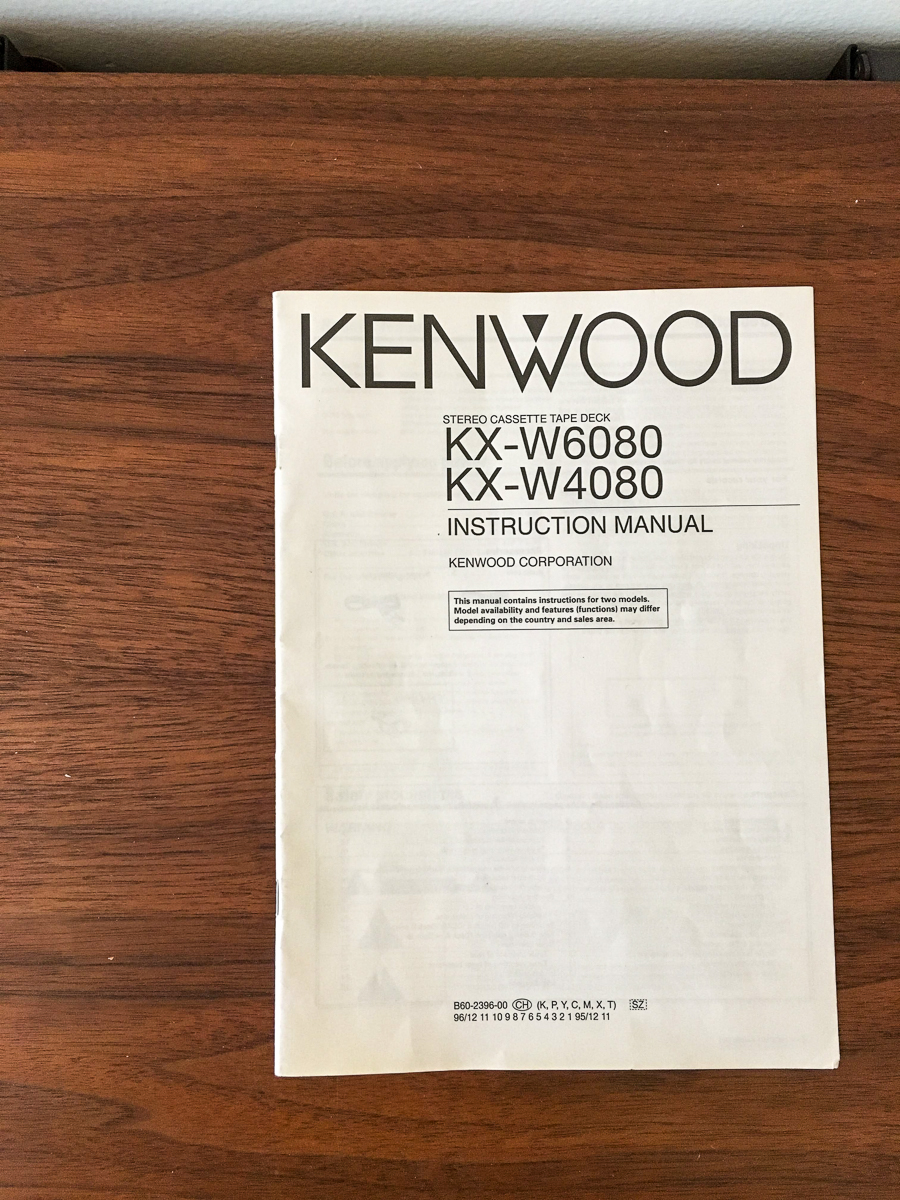 KENWOOD
STEREO CASSETTE TAPE DECK
KX-W6080
KX-W4080
INSTRUCTION MANUAL
KENWOOD CORPORATION
This manual contains instructions for two models.
Model availability and features (functions) may differ
depending on the country and sales area.
B60-2396-00 CH (K, P, Y, C, M, X, T) SZ
96/12 11 10 9 8 7 6 5 4 3 2 1 95/12 11